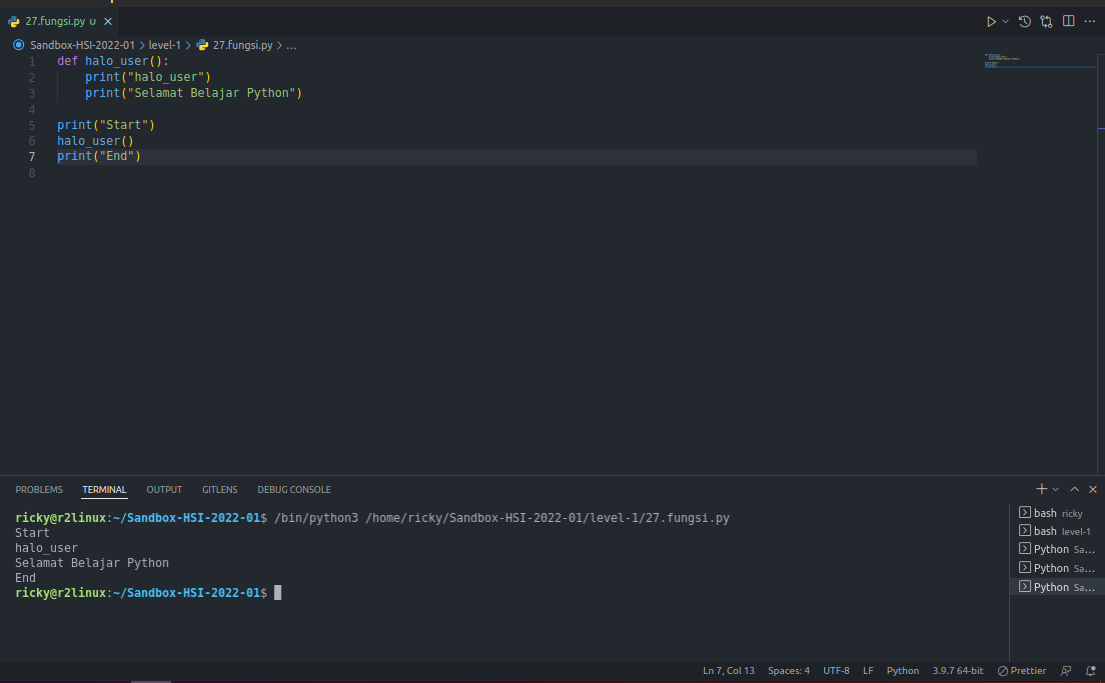 27.fungsi.py U
Sandbox-HSI-2022-01 > level-1 > 27.fungsi.py > ...
1 def halo_user():
2     print("halo_user")
3     print("Selamat Belajar Python")
4
5 print("Start")
6 halo_user()
7 print("End")
8
PROBLEMS TERMINAL OUTPUT GITLENS DEBUG CONSOLE
ricky@r2linux:~/Sandbox-HSI-2022-01$ /bin/python3 /home/ricky/Sandbox-HSI-2022-01/level-1/27.fungsi.py
Start
halo_user
Selamat Belajar Python
End
ricky@r2linux:~/Sandbox-HSI-2022-01$
bash ricky
bash level-1
Python Sa...
Python Sa...
Python Sa...
Ln 7, Col 13 Spaces: 4 UTF-8 LF Python 3.9.7 64-bit Prettier